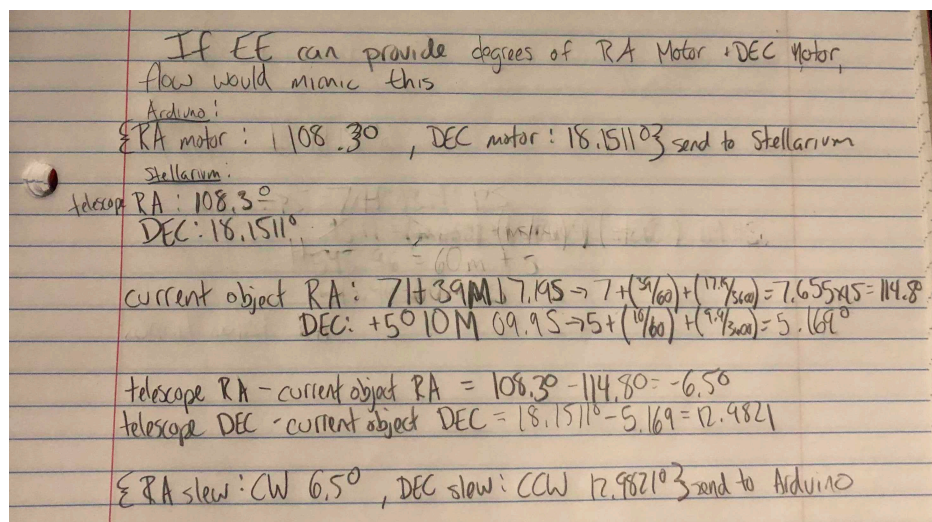 If EE can provide degrees of RA Motor + DEC Motor,
flow would mimic this
Arduino:
{RA motor: 108.3°, DEC motor: 18.1511°} send to Stellarium
Stellarium:
telescope RA: 108.3°
DEC: 18.1511°
current object RA: 7H 39M 17.19S → 7 + (39/60) + (17.19/3600) = 7.655x15 = 114.8°
DEC: +5° 10M 09.9S → 5 + (10/60) + (9.9/3600) = 5.169°
telescope RA - current object RA = 108.3° - 114.8° = -6.5°
telescope DEC - current object DEC = 18.1511° - 5.169 = 12.9821
{RA slew: CW 6.5°, DEC slew: CCW 12.9821°} send to Arduino